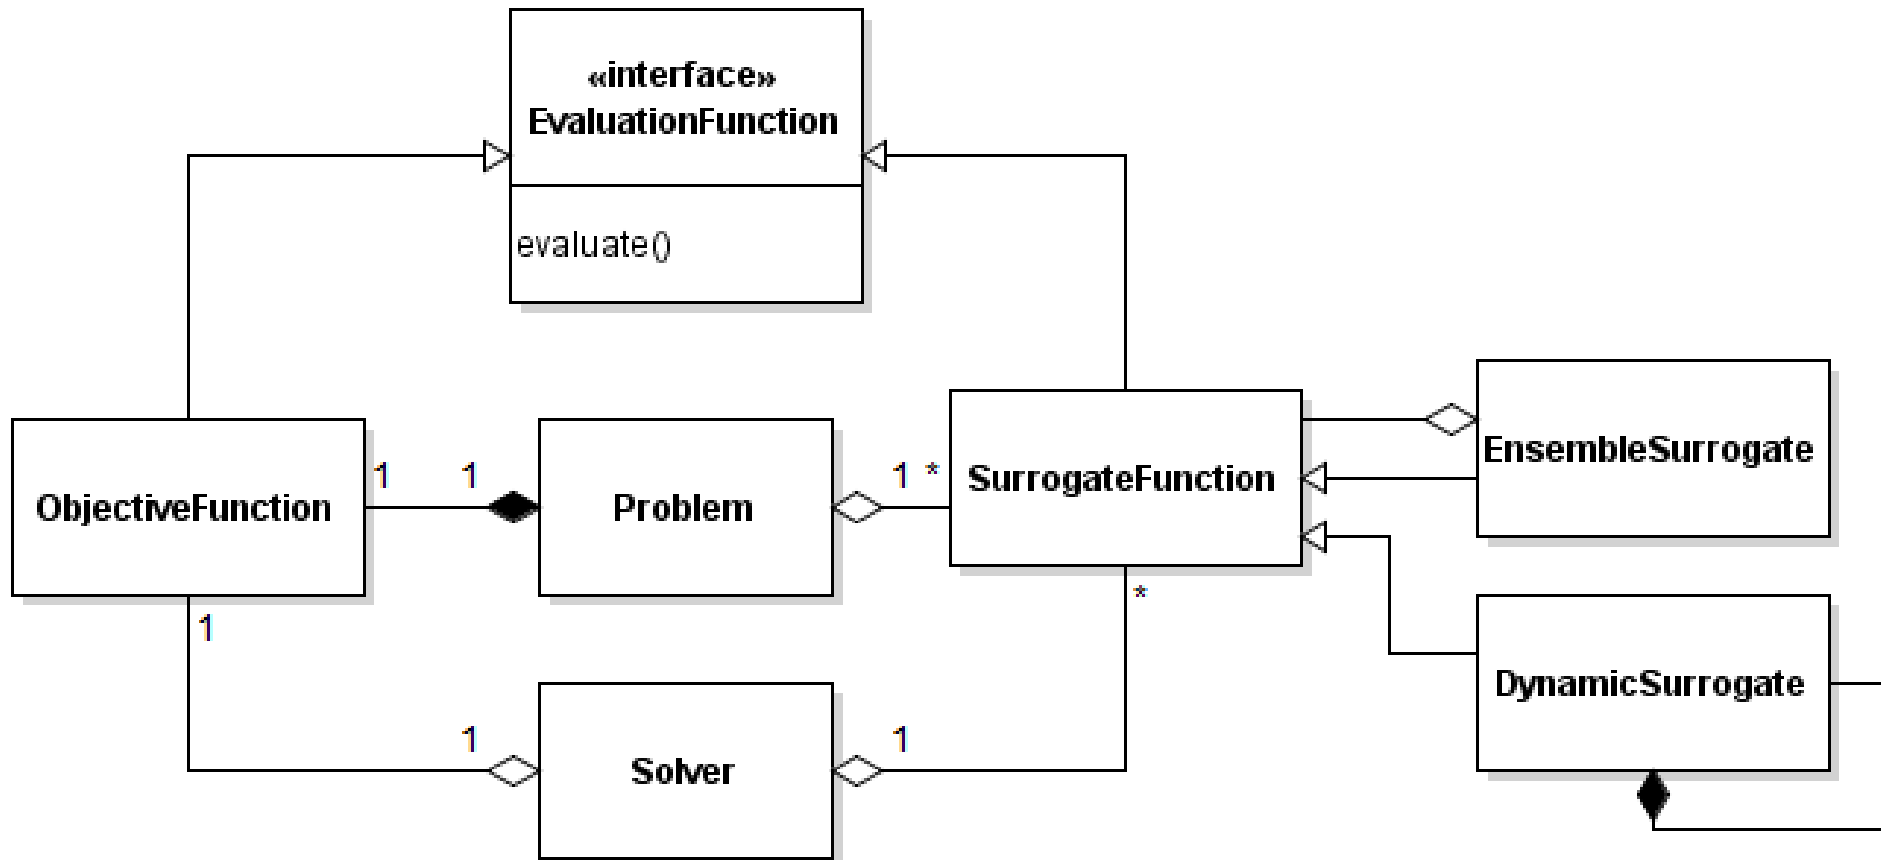 «interface»
EvaluationFunction
evaluate()
ObjectiveFunction
1
1
Problem
1
*
SurrogateFunction
EnsembleSurrogate
1
*
DynamicSurrogate
1
Solver
1